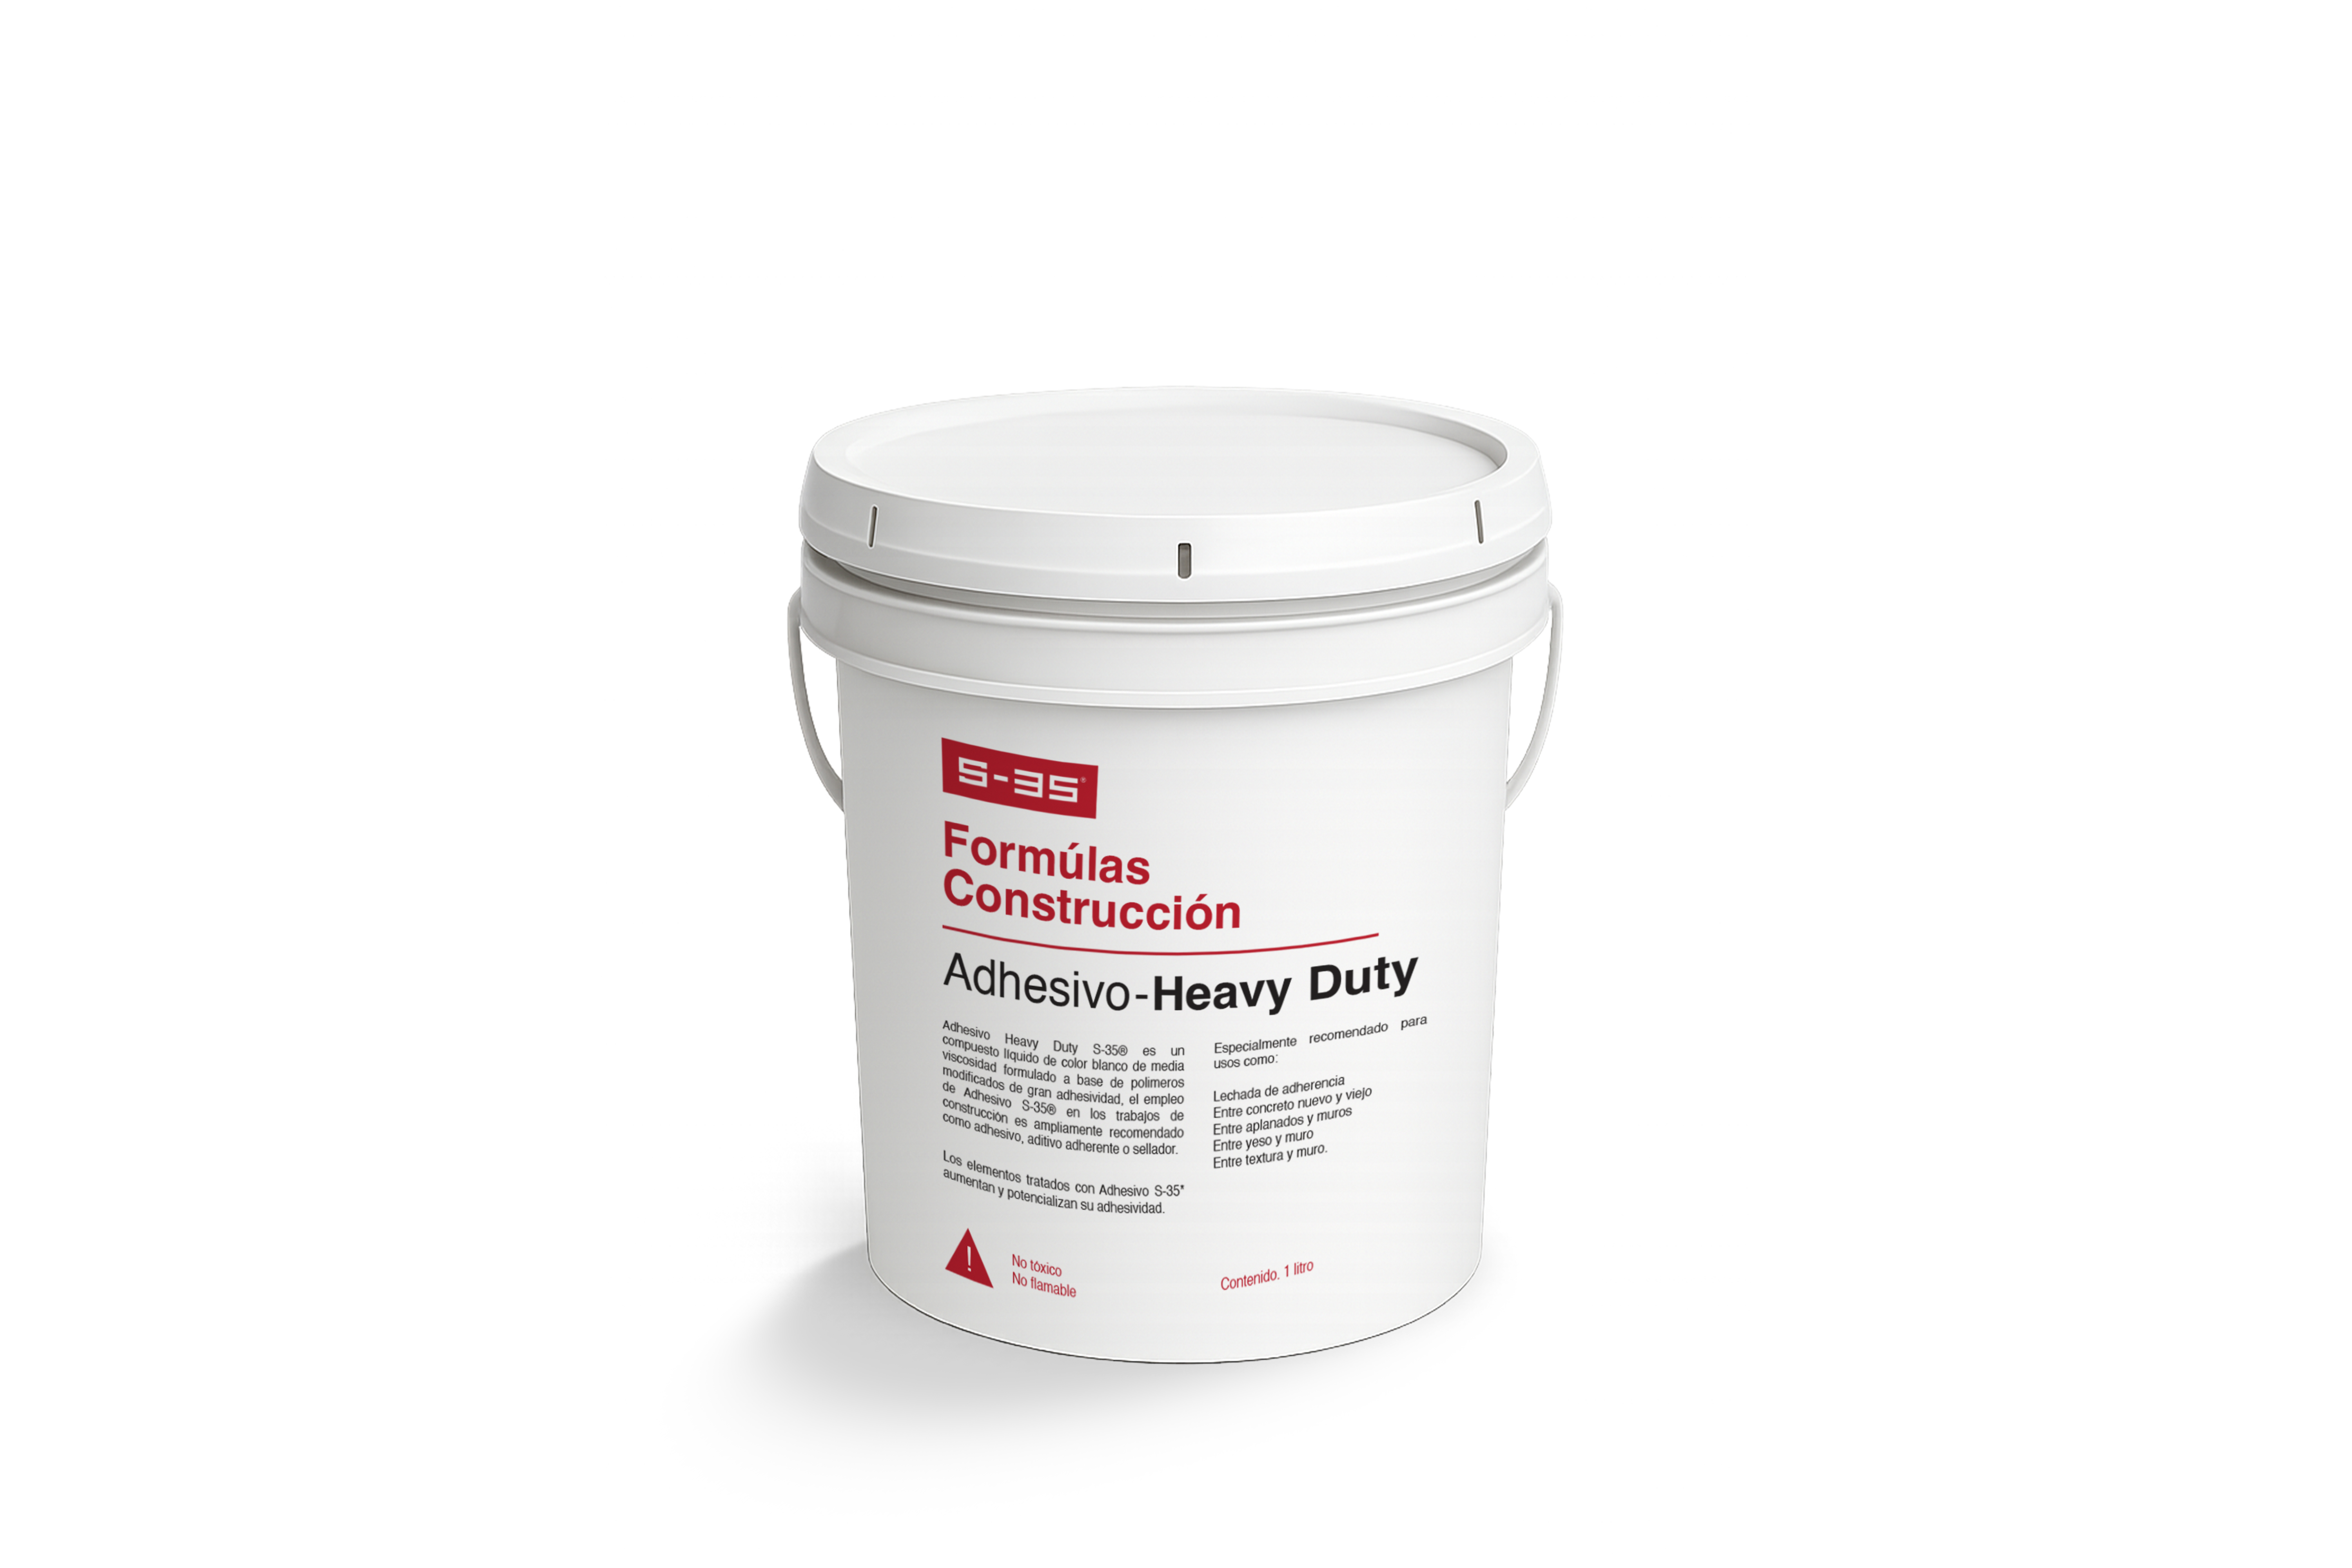 S-35®
Formúlas
Construcción
Adhesivo-Heavy Duty
Adhesivo Heavy Duty S-35® es un
compuesto líquido de color blanco de media
viscosidad formulado a base de polimeros
modificados de gran adhesividad, el empleo
de Adhesivo S-35® en los trabajos de
construcción es ampliamente recomendado
como adhesivo, aditivo adherente o sellador.
Los elementos tratados con Adhesivo S-35*
aumentan y potencializan su adhesividad.
Especialmente recomendado para
usos como:
Lechada de adherencia
Entre concreto nuevo y viejo
Entre aplanados y muros
Entre yeso y muro
Entre textura y muro.
!
No tóxico
No flamable
Contenido. 1 litro